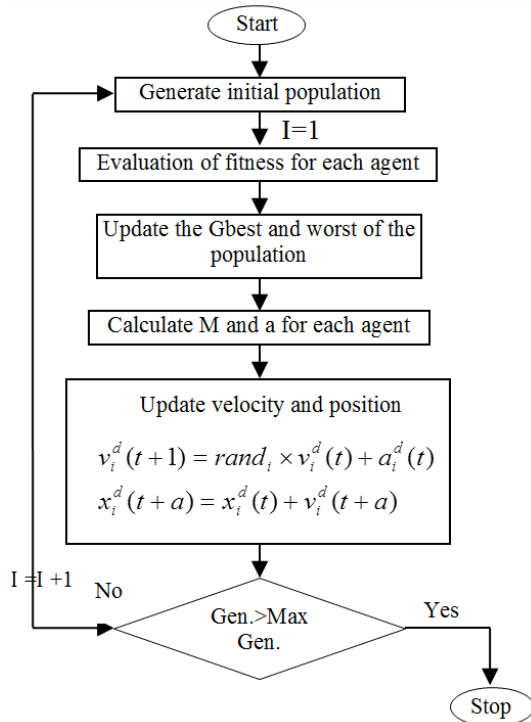 Start
Generate initial population
I=1
Evaluation of fitness for each agent
Update the Gbest and worst of the
population
Calculate M and a for each agent
Update velocity and position
$v_i^d(t+1) = rand_i \times v_i^d(t) + a_i^d(t)$
$x_i^d(t+a) = x_i^d(t) + v_i^d(t+a)$
I =I +1
No
Gen.>Max
Gen.
Yes
Stop